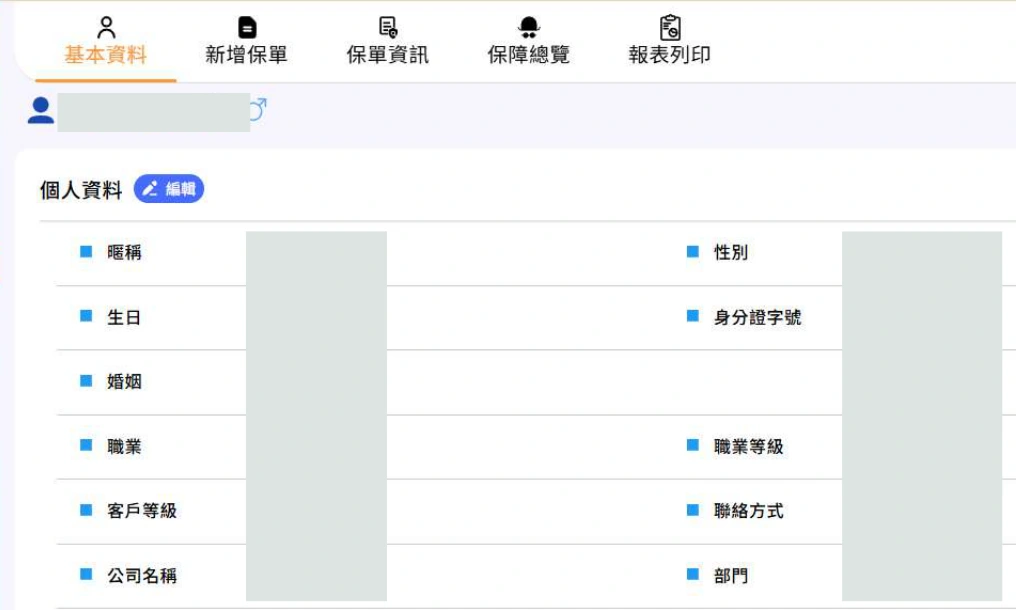 基本資料 新增保單 保單資訊 保障總覽 報表列印
個人資料 編輯
暱稱 性別
生日 身分證字號
婚姻
職業 職業等級
客戶等級 聯絡方式
公司名稱 部門